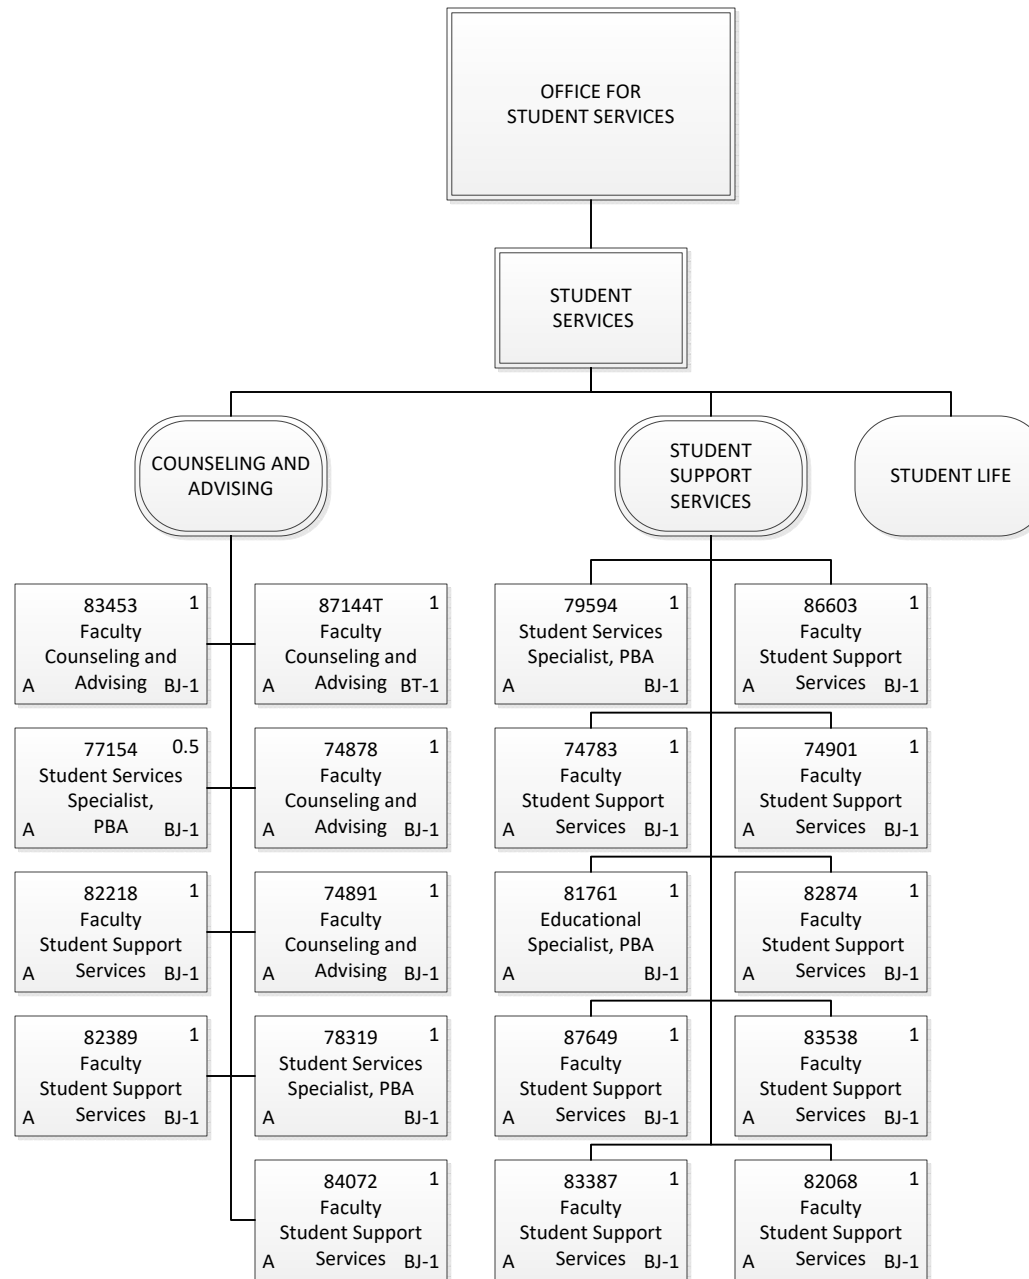 OFFICE FOR
STUDENT SERVICES
STUDENT
SERVICES
COUNSELING AND
ADVISING
STUDENT
SUPPORT
SERVICES
STUDENT LIFE
83453 1
Faculty
Counseling and
A Advising BJ-1
87144T 1
Faculty
Counseling and
A Advising BT-1
77154 0.5
Student Services
Specialist,
A PBA BJ-1
74878 1
Faculty
Counseling and
A Advising BJ-1
82218 1
Faculty
Student Support
A Services BJ-1
74891 1
Faculty
Counseling and
A Advising BJ-1
82389 1
Faculty
Student Support
A Services BJ-1
78319 1
Student Services
Specialist, PBA
A BJ-1
84072 1
Faculty
Student Support
A Services BJ-1
79594 1
Student Services
Specialist, PBA
A BJ-1
86603 1
Faculty
Student Support
A Services BJ-1
74783 1
Faculty
Student Support
A Services BJ-1
74901 1
Faculty
Student Support
A Services BJ-1
81761 1
Educational
Specialist, PBA
A BJ-1
82874 1
Faculty
Student Support
A Services BJ-1
87649 1
Faculty
Student Support
A Services BJ-1
83538 1
Faculty
Student Support
A Services BJ-1
83387 1
Faculty
Student Support
A Services BJ-1
82068 1
Faculty
Student Support
A Services BJ-1